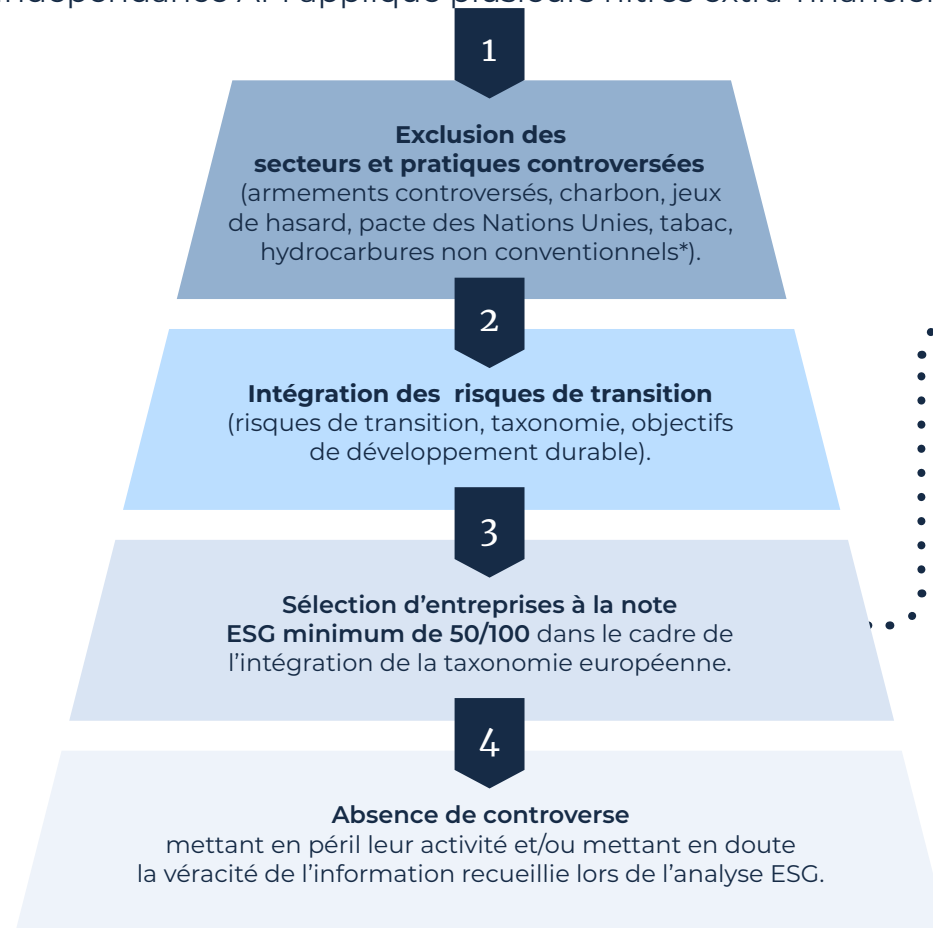 1
Exclusion des
secteurs et pratiques controversées
(armements controversés, charbon, jeux
de hasard, pacte des Nations Unies, tabac,
hydrocarbures non conventionnels*).
2
Intégration des risques de transition
(risques de transition, taxonomie, objectifs
de développement durable).
3
Sélection d’entreprises à la note
ESG minimum de 50/100 dans le cadre de
l’intégration de la taxonomie européenne.
4
Absence de controverse
mettant en péril leur activité et/ou mettant en doute
la véracité de l’information recueillie lors de l’analyse ESG.